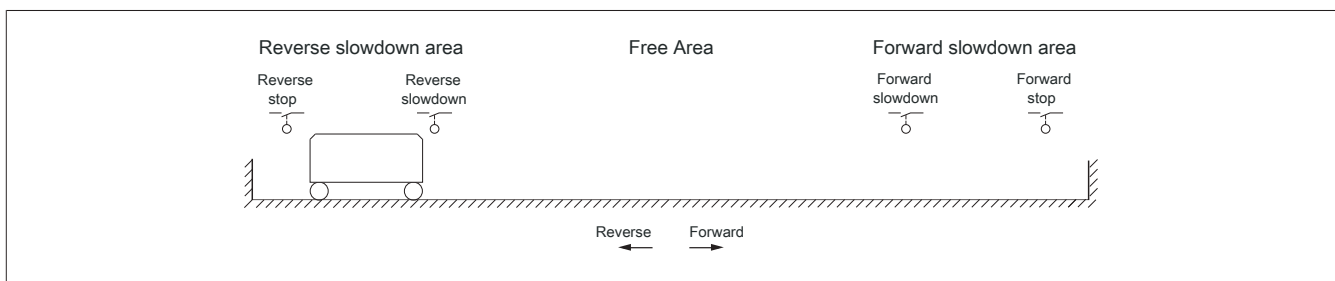 Reverse slowdown area
Free Area
Forward slowdown area
Reverse
stop
Reverse
slowdown
Forward
slowdown
Forward
stop
Reverse
Forward